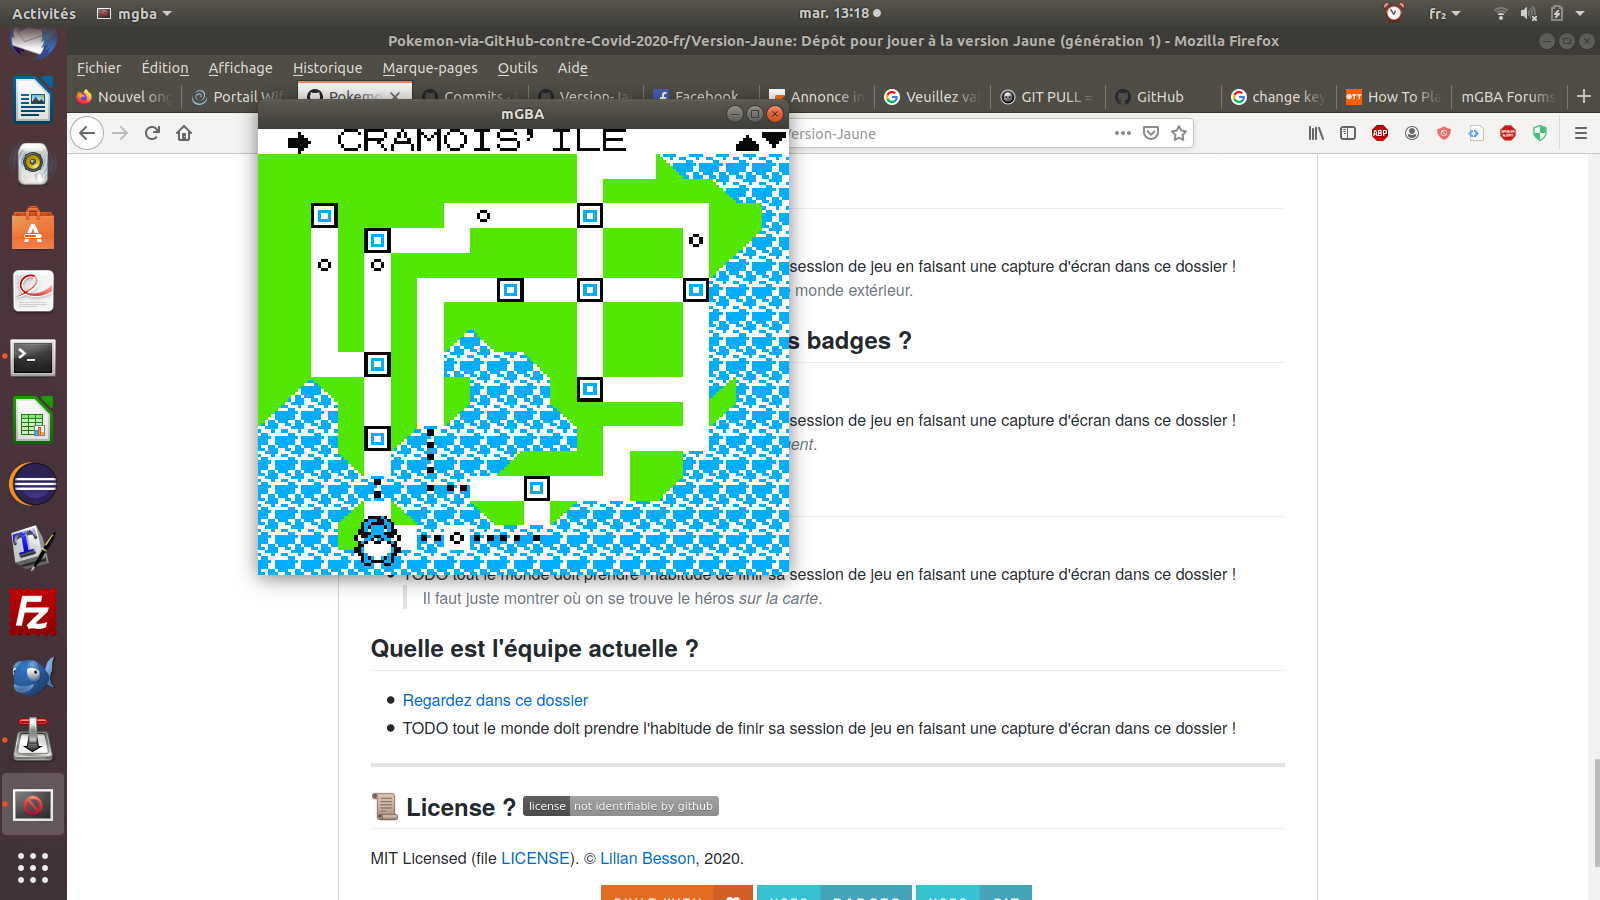 Activités
mgba
mar. 13:18
fr₂
Pokemon-via-GitHub-contre-Covid-2020-fr/Version-Jaune: Dépôt pour jouer à la version Jaune (génération 1) - Mozilla Firefox
Fichier Édition Affichage Historique Marque-pages Outils Aide
Nouvel ong
Portail Wif
Pokemo
Commits
Version-Ja
Facebook
Annonce in
Veuillez va
GIT PULL =
GitHub
change key
How To Pla
mGBA Forums
mGBA
ersion-Jaune
ABP
CRAMOIS'ILE
session de jeu en faisant une capture d'écran dans ce dossier !
monde extérieur.
s badges ?
session de jeu en faisant une capture d'écran dans ce dossier !
ent.
TODO tout le monde doit prendre l'habitude de finir sa session de jeu en faisant une capture d'écran dans ce dossier !
Il faut juste montrer où on se trouve le héros sur la carte.
Quelle est l'équipe actuelle ?
Regardez dans ce dossier
TODO tout le monde doit prendre l'habitude de finir sa session de jeu en faisant une capture d'écran dans ce dossier !
License ? license not identifiable by github
MIT Licensed (file LICENSE). © Lilian Besson, 2020.